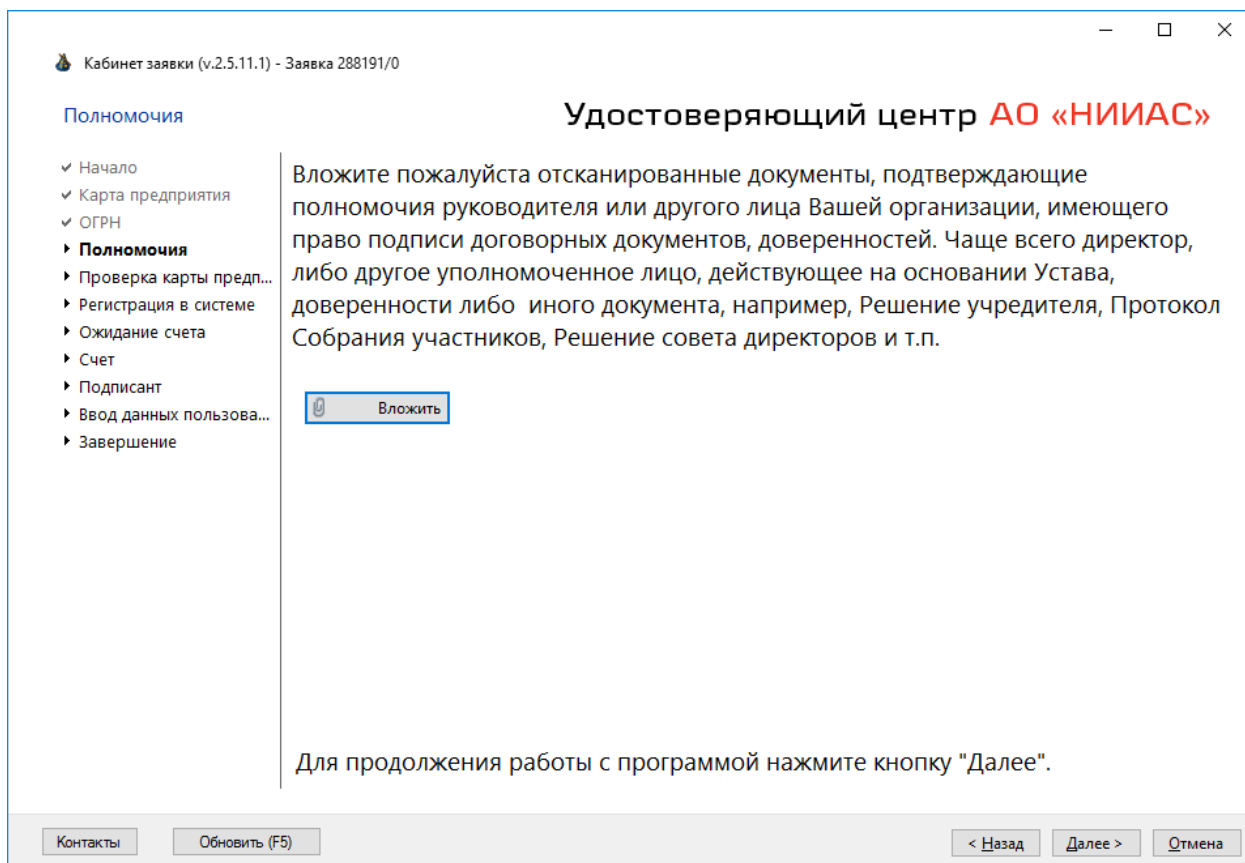 Кабинет заявки (v.2.5.11.1) - Заявка 288191/0
Полномочия
Удостоверяющий центр АО «НИИАС»
Начало
Карта предприятия
ОГРН
Полномочия
Проверка карты предп...
Регистрация в системе
Ожидание счета
Счет
Подписант
Ввод данных пользова...
Завершение
Вложите пожалуйста отсканированные документы, подтверждающие
полномочия руководителя или другого лица Вашей организации, имеющего
право подписи договорных документов, доверенностей. Чаще всего директор,
либо другое уполномоченное лицо, действующее на основании Устава,
доверенности либо  иного документа, например, Решение учредителя, Протокол
Собрания участников, Решение совета директоров и т.п.
Вложить
Для продолжения работы с программой нажмите кнопку "Далее".
Контакты
Обновить (F5)
< Назад
Далее >
Отмена